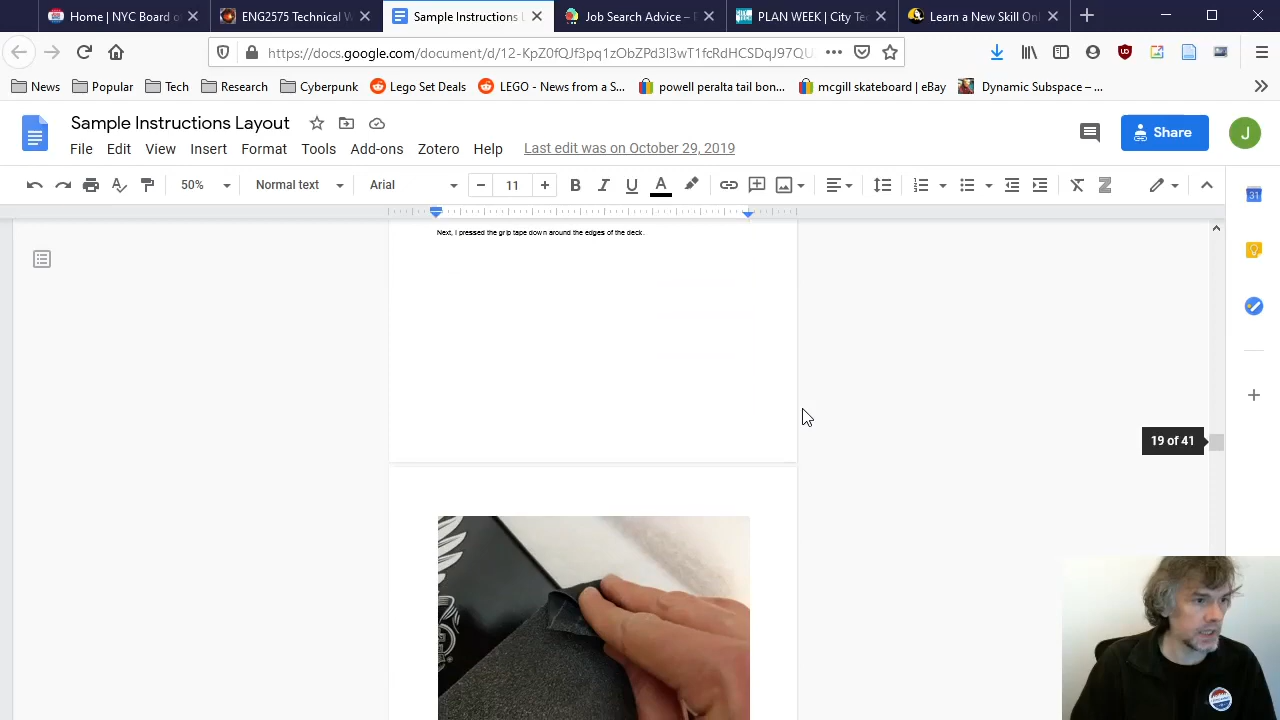 Home | NYC Board o
ENG2575 Technical W
Sample Instructions L
Job Search Advice –
LAN WEEK | City Te
Learn a New Skill Onl
https://docs.google.com/document/d/12-KpZ0fQJf3pq1zObZPd3l3wT1fcRdHCSDqJ97QU
News
Popular
Tech
Research
Cyberpunk
Lego Set Deals
LEGO - News from a S...
powell peralta tail bon...
mcgill skateboard | eBay
Dynamic Subspace — ...
Sample Instructions Layout
Share
J
File Edit View Insert Format Tools Add-ons Zotero Help Last edit was on October 29, 2019
50% Normal text Arial 11
31
Next, I pressed the grip tape down around the edges of the deck.
19 of 41